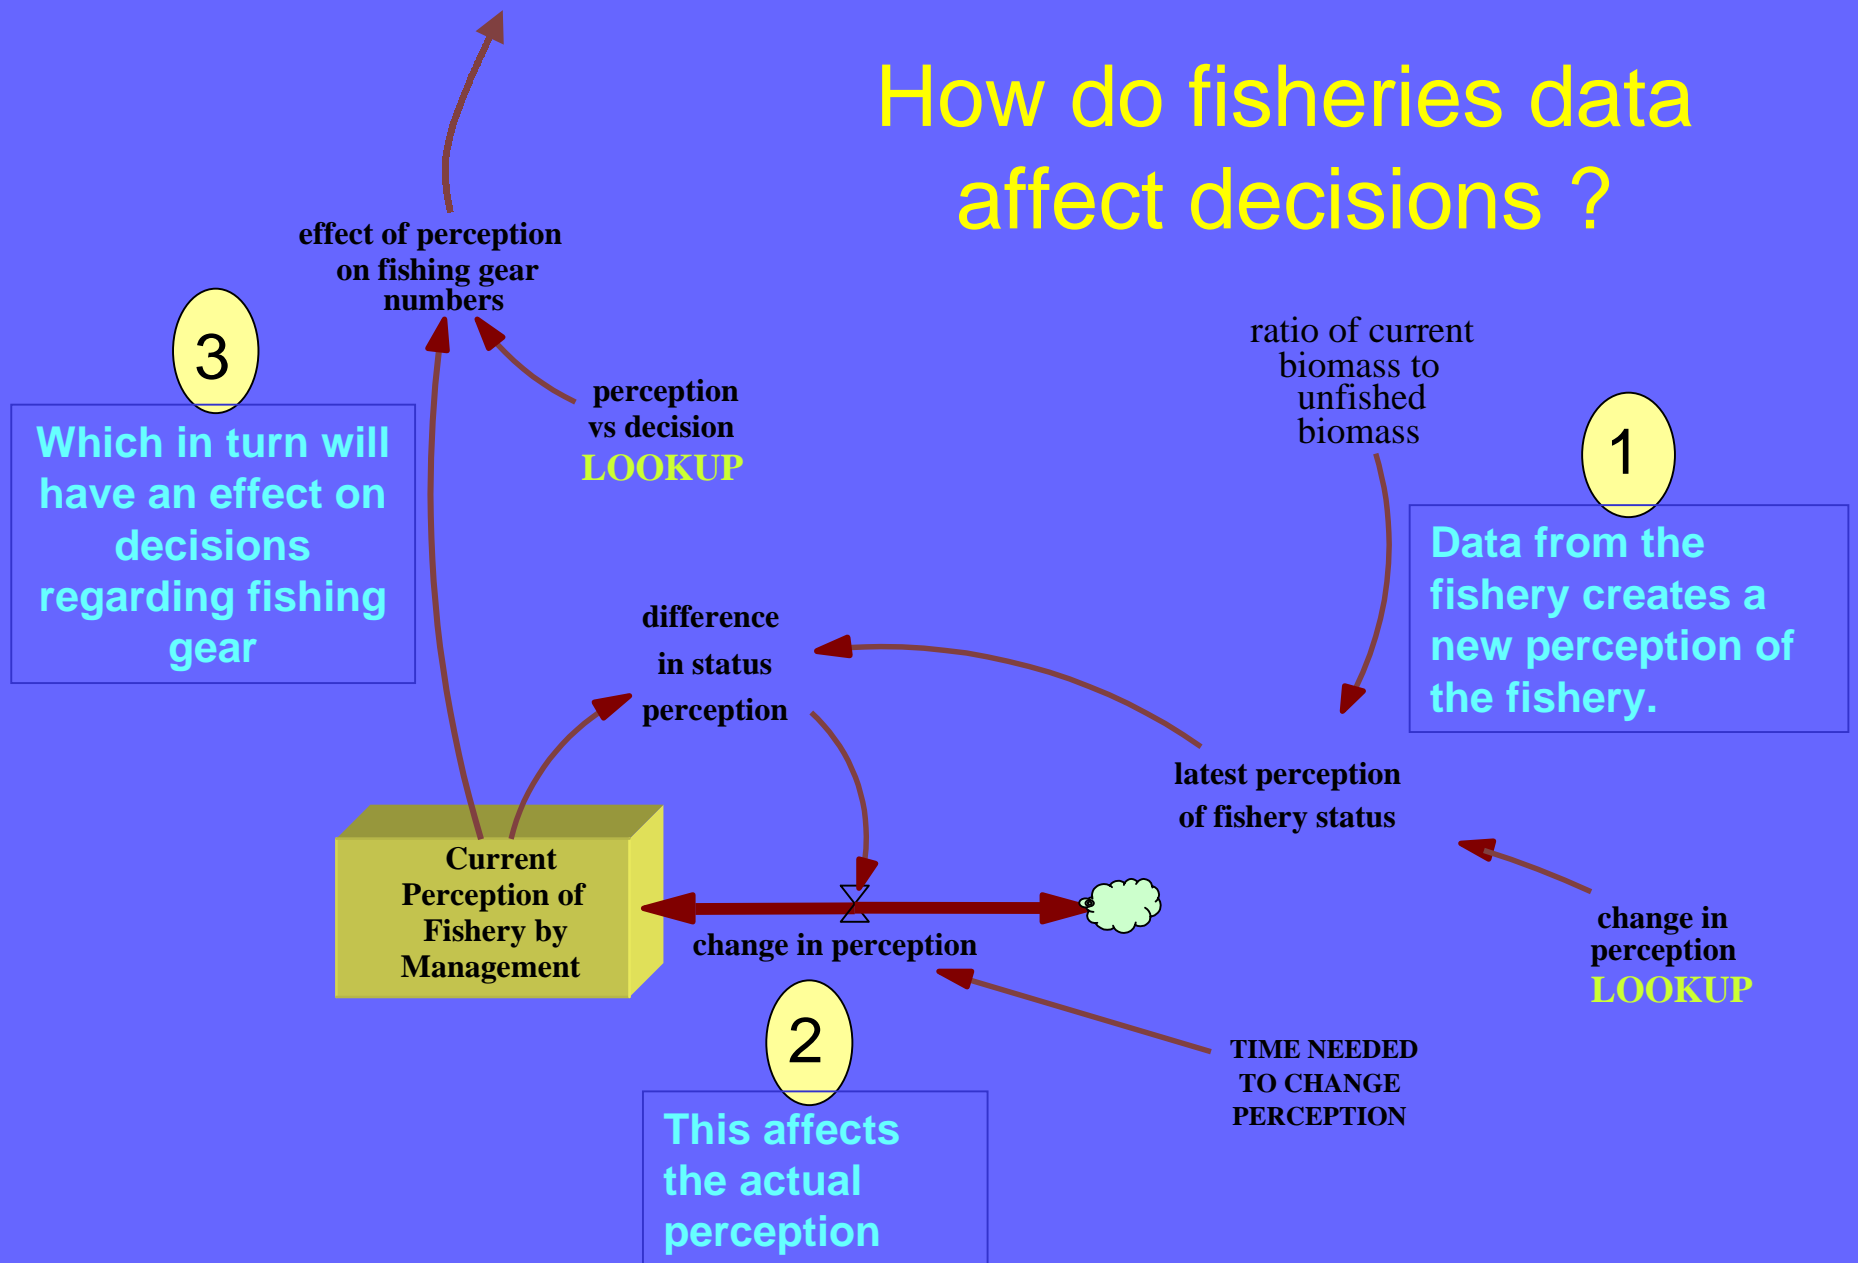 How do fisheries data
affect decisions ?
effect of perception
on fishing gear
numbers
3
Which in turn will
have an effect on
decisions
regarding fishing
gear
perception
vs decision
LOOKUP
ratio of current
biomass to
unfished
biomass
1
Data from the
fishery creates a
new perception of
the fishery.
difference
in status
perception
latest perception
of fishery status
Current
Perception of
Fishery by
Management
change in perception
change in
perception
LOOKUP
2
This affects
the actual
perception
TIME NEEDED
TO CHANGE
PERCEPTION